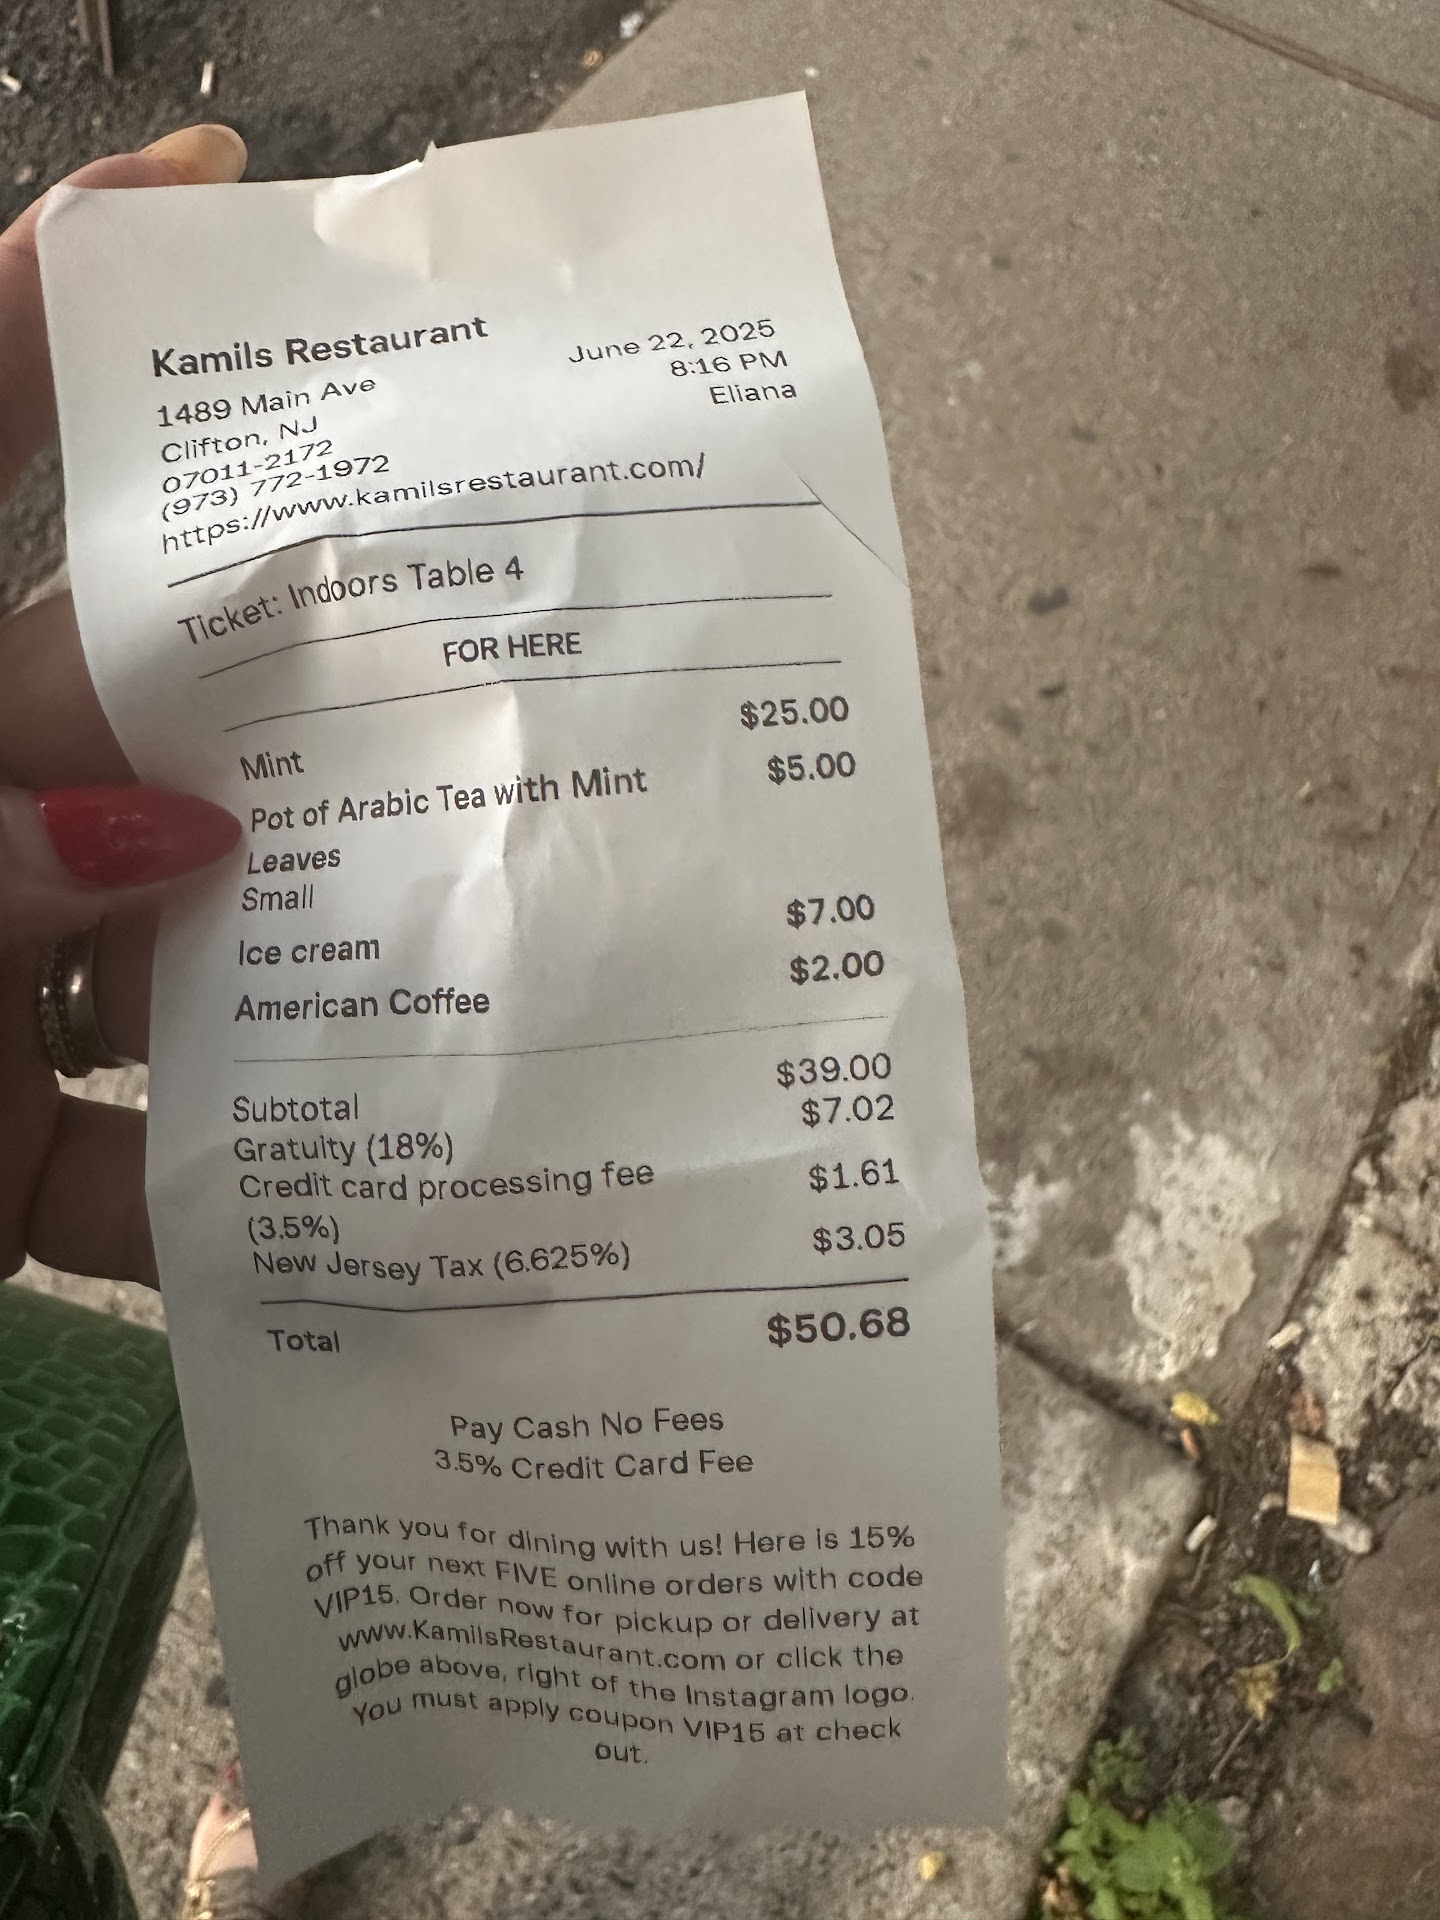 Kamils Restaurant
June 22, 2025
8:16 PM
Eliana
1489 Main Ave
Clifton, NJ
07011-2172
(973) 772-1972
https://www.kamilsrestaurant.com/
Ticket: Indoors Table 4
FOR HERE
Mint $25.00
Pot of Arabic Tea with Mint $5.00
Leaves
Small
Ice cream $7.00
American Coffee $2.00
Subtotal $39.00
Gratuity (18%) $7.02
Credit card processing fee $1.61
(3.5%)
New Jersey Tax (6.625%) $3.05
Total $50.68
Pay Cash No Fees
3.5% Credit Card Fee
Thank you for dining with us! Here is 15%
off your next FIVE online orders with code
VIP15. Order now for pickup or delivery at
www.KamilsRestaurant.com or click the
globe above, right of the Instagram logo.
You must apply coupon VIP15 at check
out.